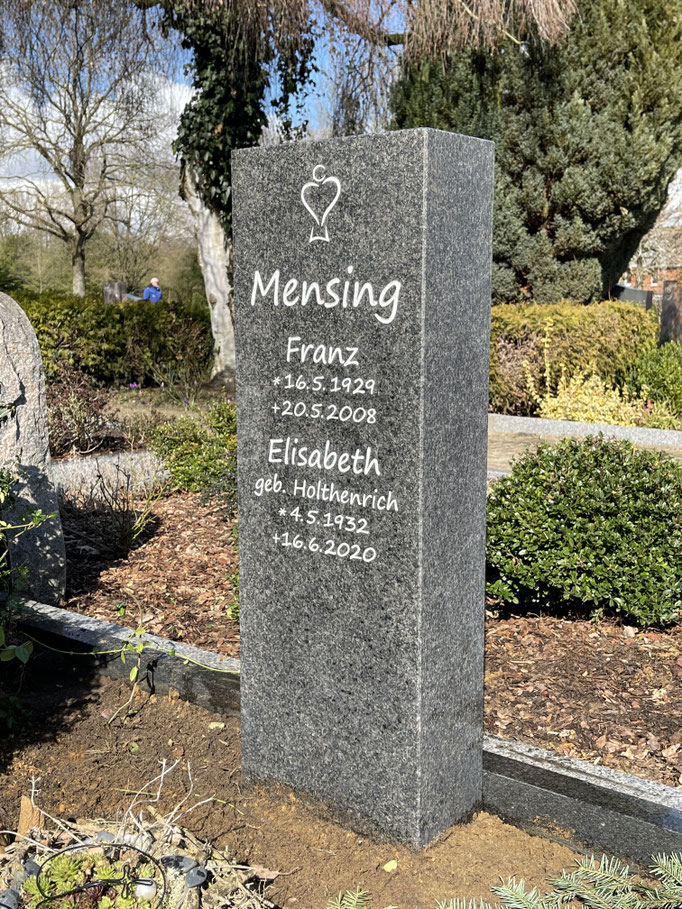 Mensing
Franz
*16.5.1929
+20.5.2008
Elisabeth
geb. Holthenrich
*4.5.1932
+16.6.2020